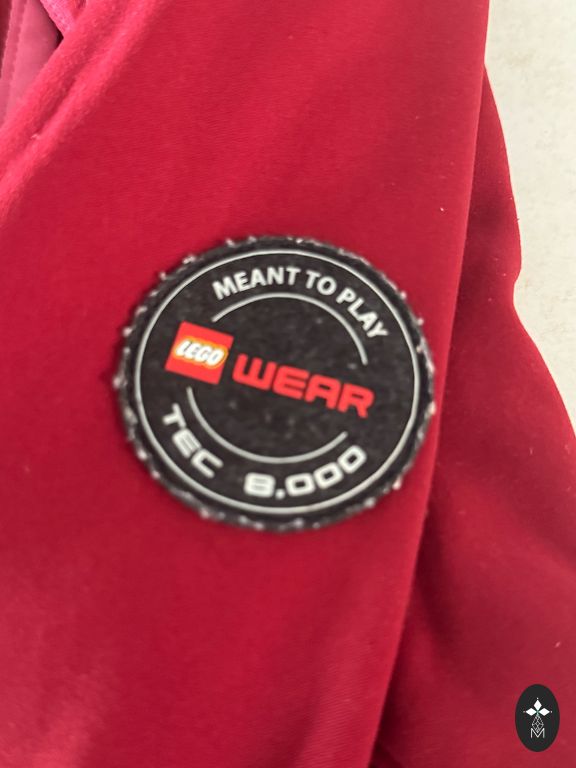 MEANT TO PLAY
LEGO WEAR
TEC 8.000
M